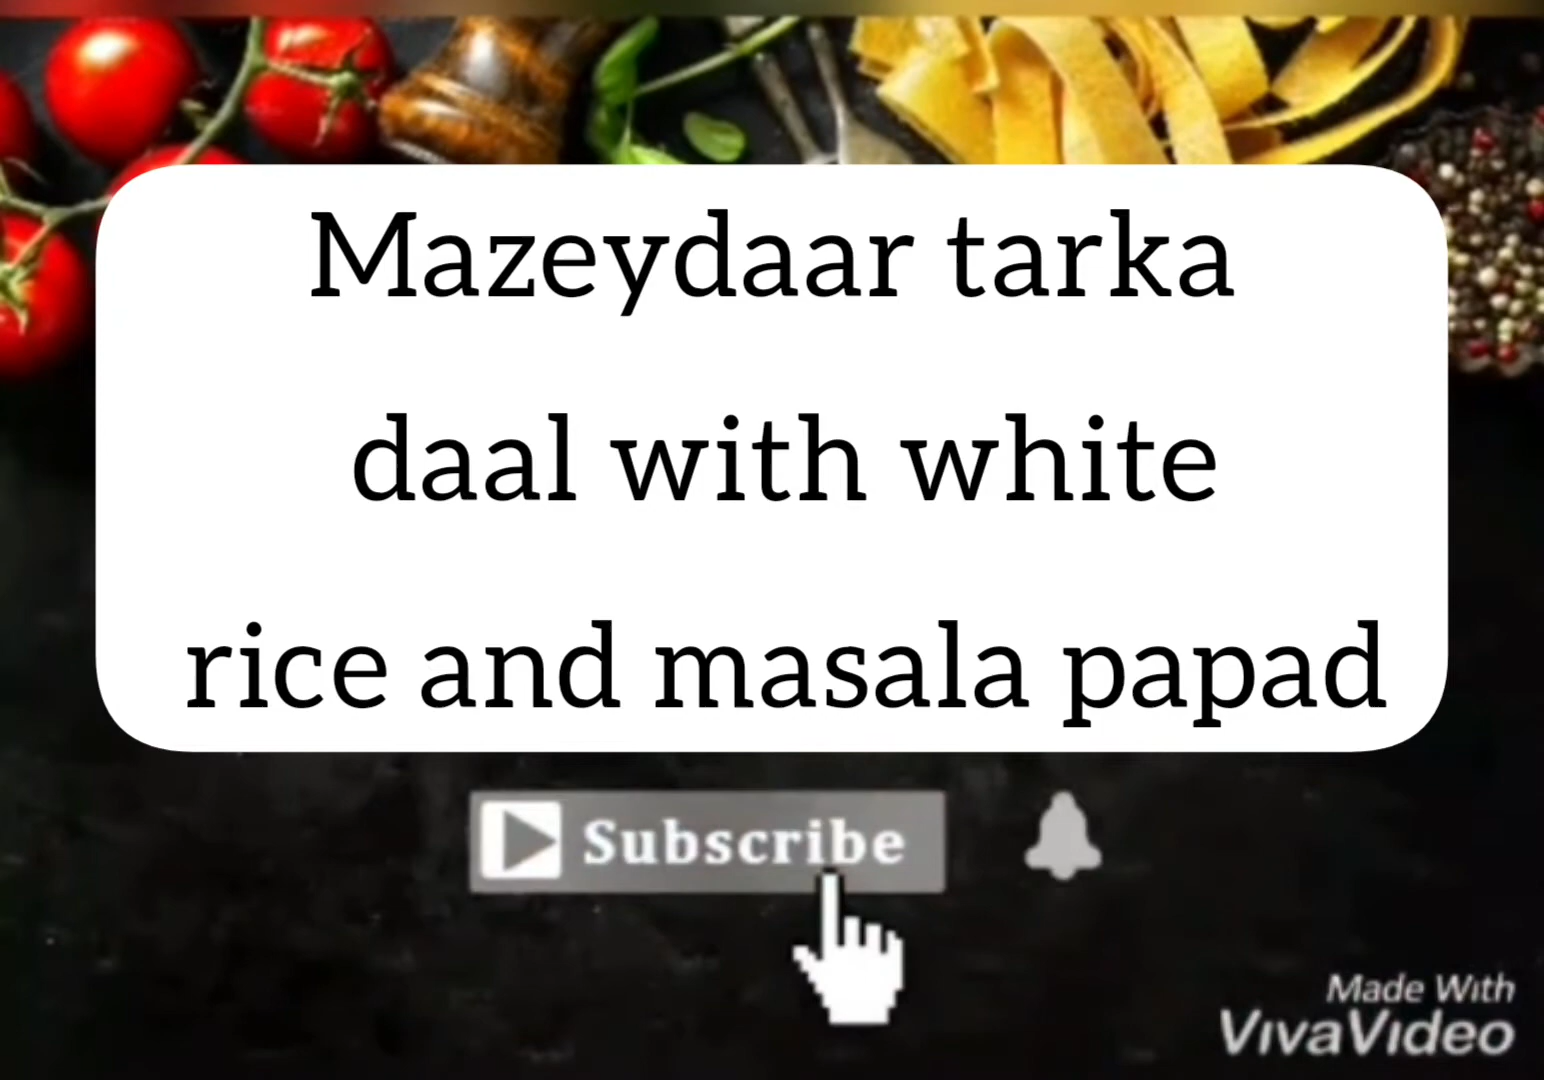 Mazeydaar tarka
daal with white
rice and masala papad
Subscribe
Made With
VivaVideo